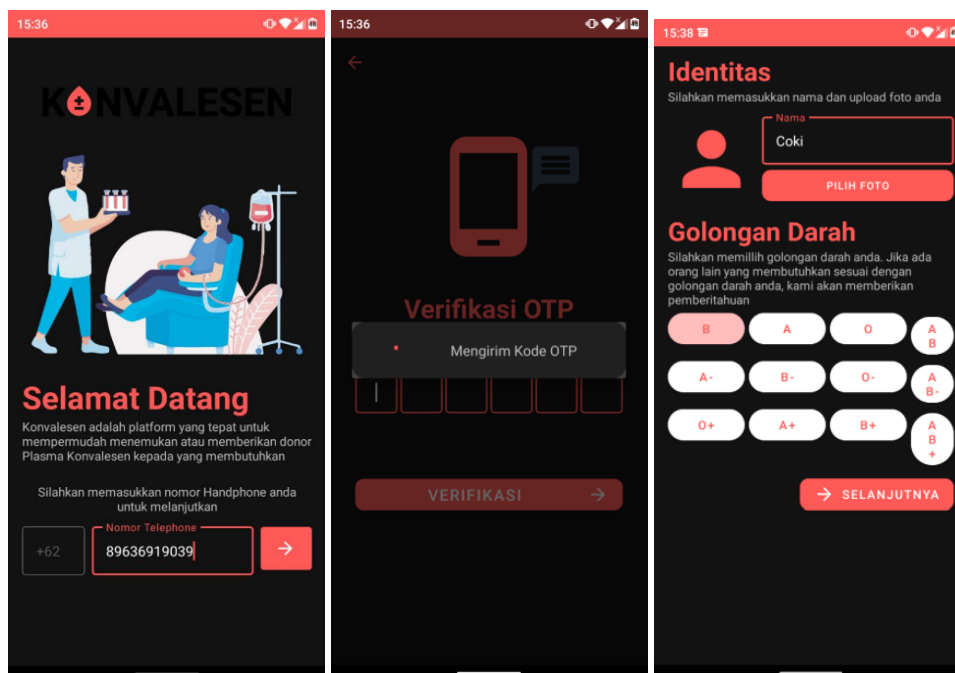 15:36
KONVALESEN
Selamat Datang
Konvalesen adalah platform yang tepat untuk
mempermudah menemukan atau memberikan donor
Plasma Konvalesen kepada yang membutuhkan
Silahkan memasukkan nomor Handphone anda
untuk melanjutkan
Nomor Telephone
+62
89636919039
15:36
Verifikasi OTP
Mengirim Kode OTP
VERIFIKASI
15:38
Identitas
Silahkan memasukkan nama dan upload foto anda
Nama
Coki
PILIH FOTO
Golongan Darah
Silahkan memillih golongan darah anda. Jika ada
orang lain yang membutuhkan sesuai dengan
golongan darah anda, kami akan memberikan
pemberitahuan
B A O A
B
A- B- O- A
B-
O+ A+ B+ A
B
+
SELANJUTNYA